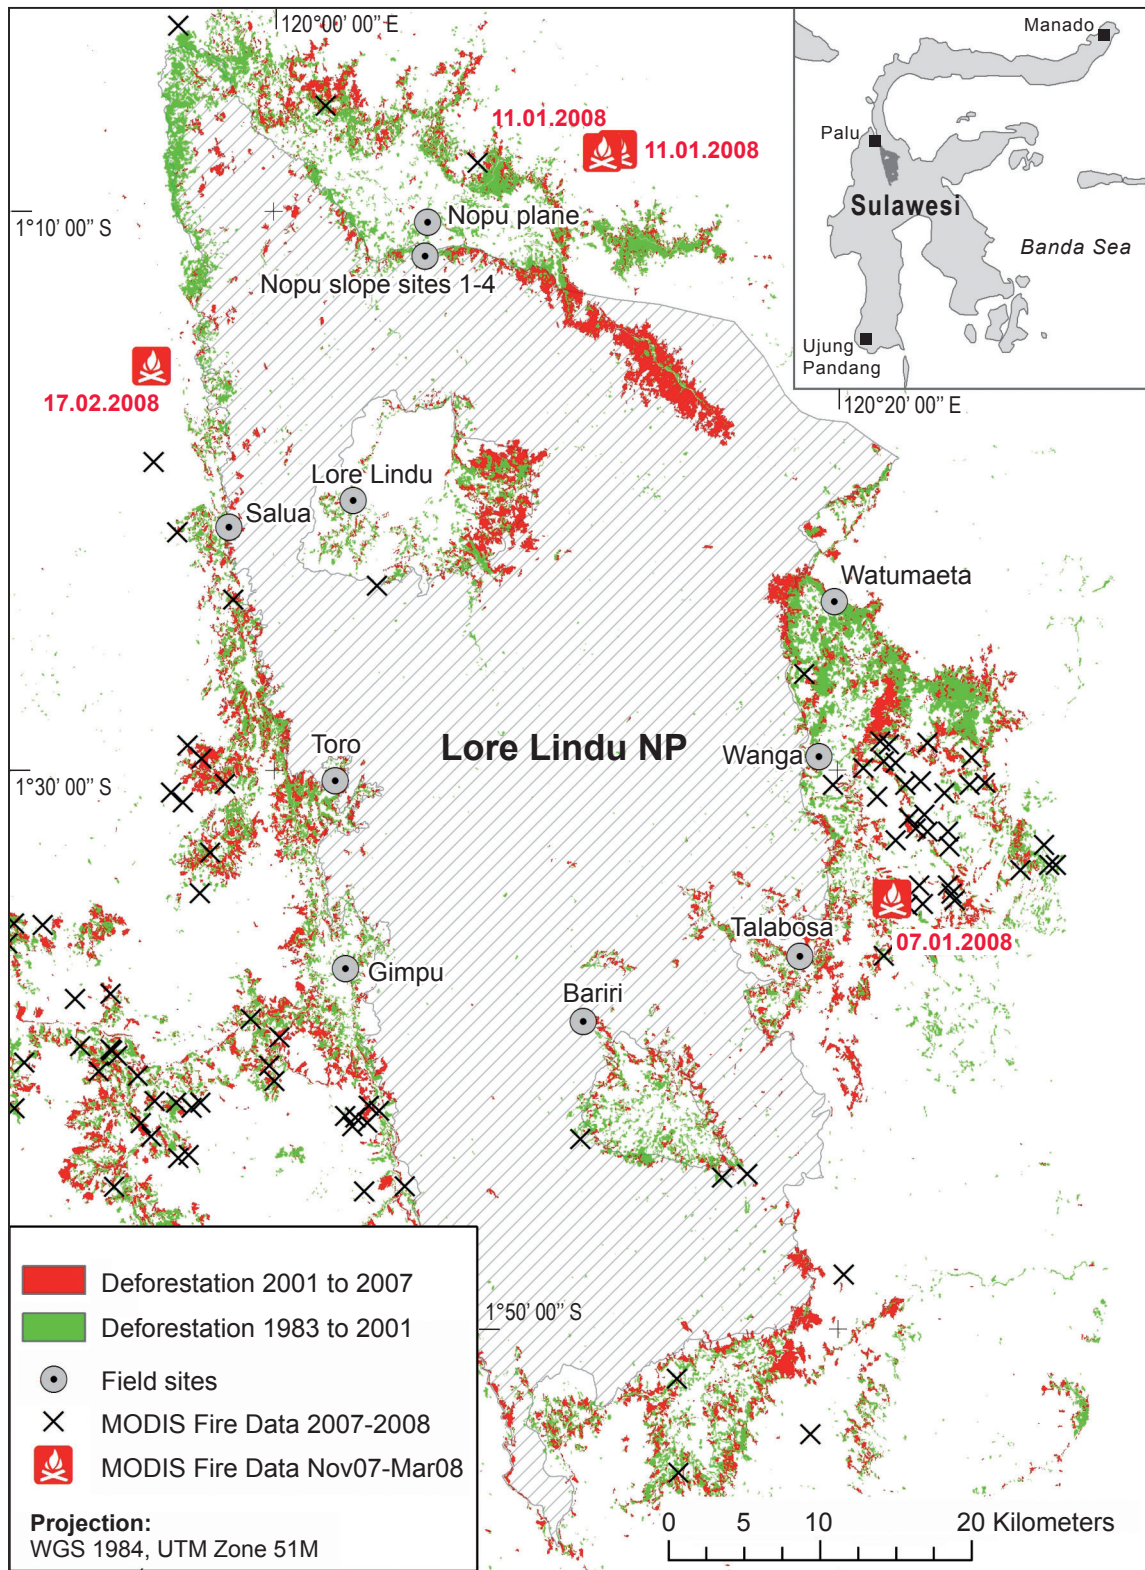 120°00' 00" E
Manado
11.01.2008
11.01.2008
Palu
Nopu plane
1°10' 00" S
Sulawesi
Banda Sea
Nopu slope sites 1-4
Ujung
Pandang
17.02.2008
120°20' 00" E
Lore Lindu
Salua
Watumaeta
Toro
Lore Lindu NP
Wanga
1°30' 00" S
Talabosa
07.01.2008
Gimpu
Bariri
Deforestation 2001 to 2007
1°50' 00" S
Deforestation 1983 to 2001
Field sites
MODIS Fire Data 2007-2008
MODIS Fire Data Nov07-Mar08
Projection:
WGS 1984, UTM Zone 51M
0 5 10 20 Kilometers